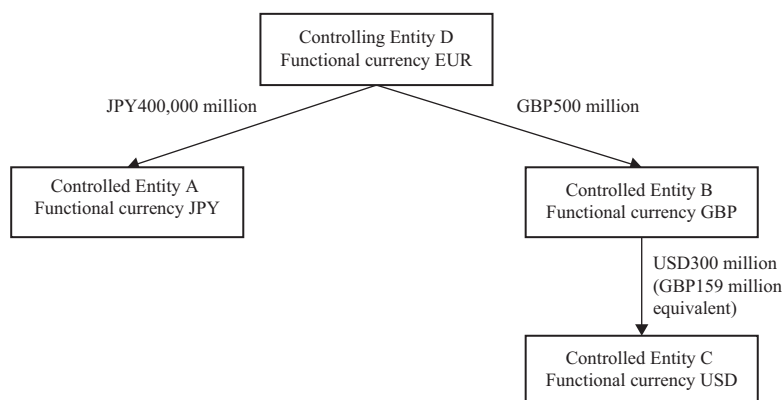 Controlling Entity D
Functional currency EUR
JPY400,000 million
GBP500 million
Controlled Entity A
Functional currency JPY
Controlled Entity B
Functional currency GBP
USD300 million
(GBP159 million
equivalent)
Controlled Entity C
Functional currency USD